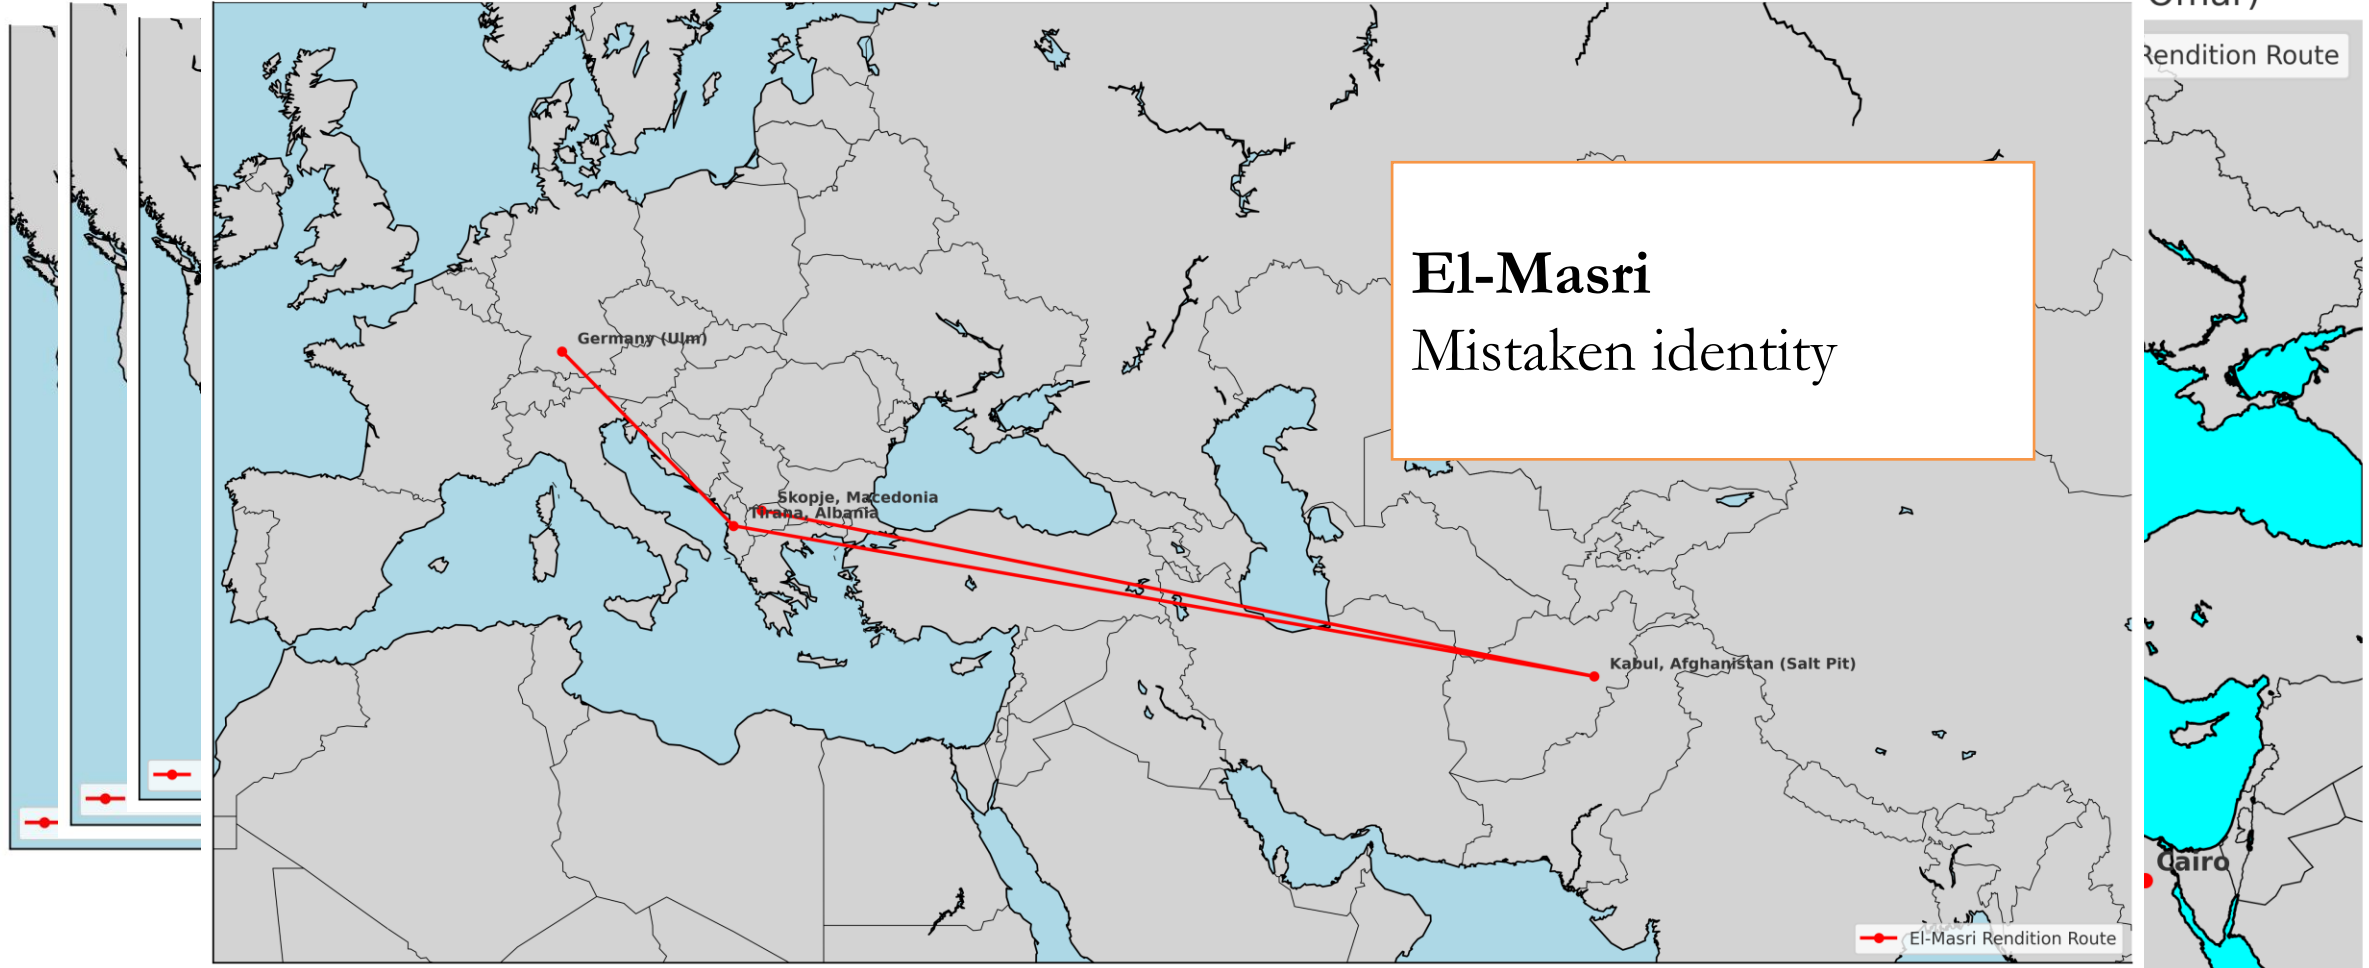 El-Masri
Mistaken identity
Germany (Ulm)
Skopje, Macedonia
Tirana, Albania
Kabul, Afghanistan (Salt Pit)
El-Masri Rendition Route
Omar)
Rendition Route
Cairo